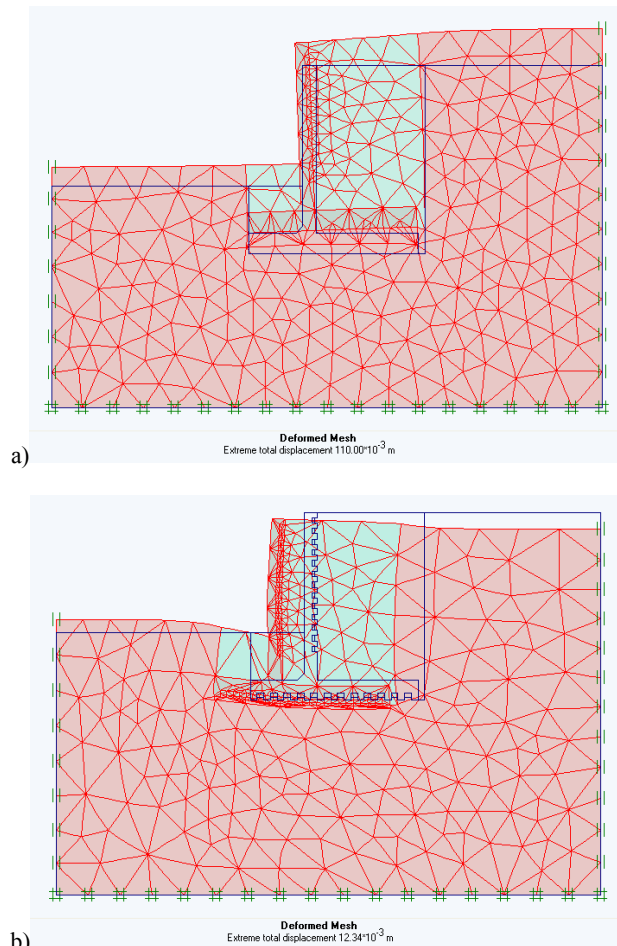 Deformed Mesh
a) Extreme total displacement 110.00*10-3 m
Deformed Mesh
b) Extreme total displacement 12.34*10-3 m